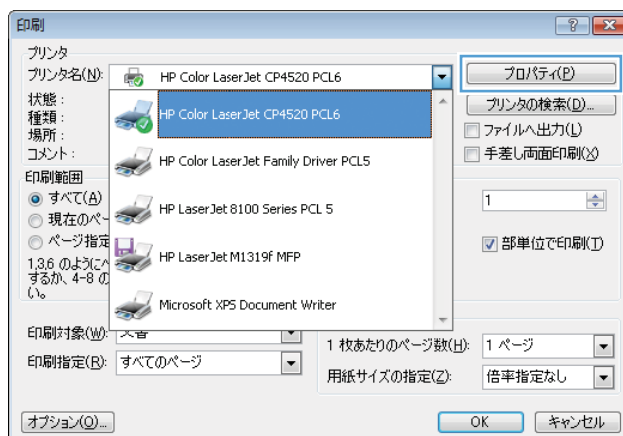 印刷
プリンタ
プリンタ名(N):
HP Color LaserJet CP4520 PCL6
プロパティ(P)
状態 :
種類 :
場所 :
コメント :
HP Color LaserJet CP4520 PCL6
HP Color LaserJet Family Driver PCL5
HP LaserJet 8100 Series PCL 5
HP LaserJet M1319f MFP
Microsoft XPS Document Writer
プリンタの検索(D)...
ファイルへ出力(L)
手差し両面印刷(X)
印刷範囲
すべて(A)
現在のペー
ページ指定
1,3,6 のように
するか、4-8 の
い。
1
部単位で印刷(T)
印刷対象(W):
文書
印刷指定(R):
すべてのページ
1 枚あたりのページ数(H):
1 ページ
用紙サイズの指定(Z):
倍率指定なし
オプション(O)...
OK
キャンセル